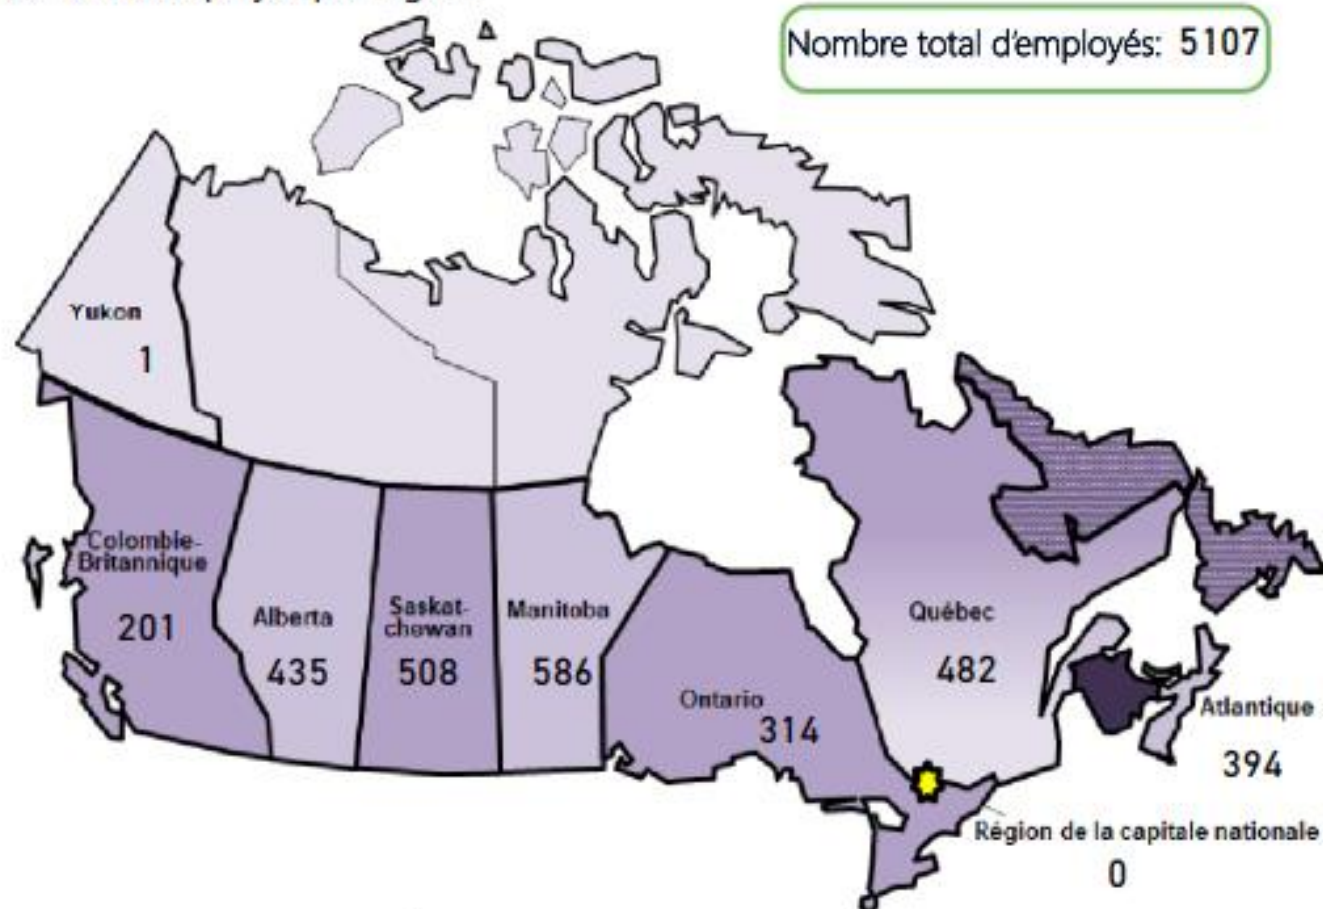 Nombre total d'employés: 5107
Yukon
1
Colombie-
Britannique
201
Alberta
435
Saskat-
chewan
508
Manitoba
586
Ontario
314
Québec
482
Atlantique
394
Région de la capitale nationale
0